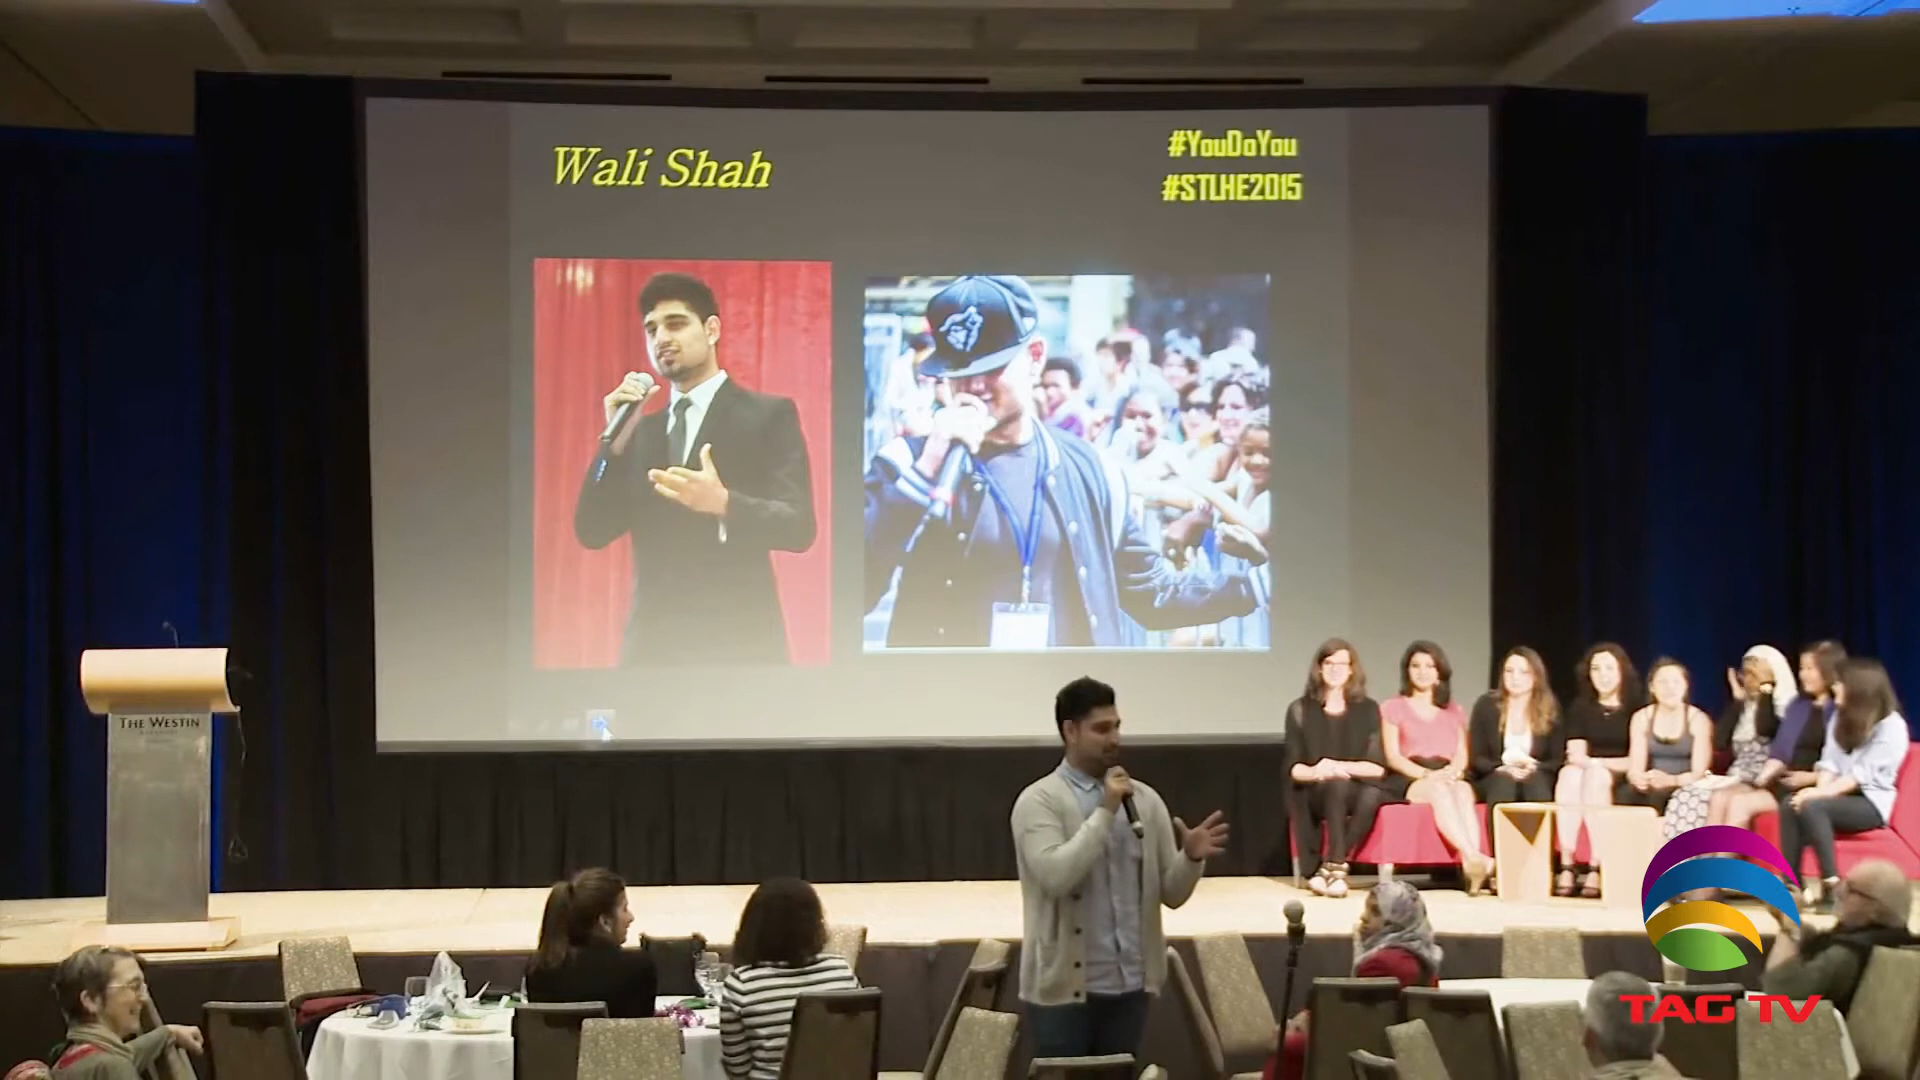 Wali Shah
#YouDoYou
#STLHE2015
THE WESTIN
TAG TV